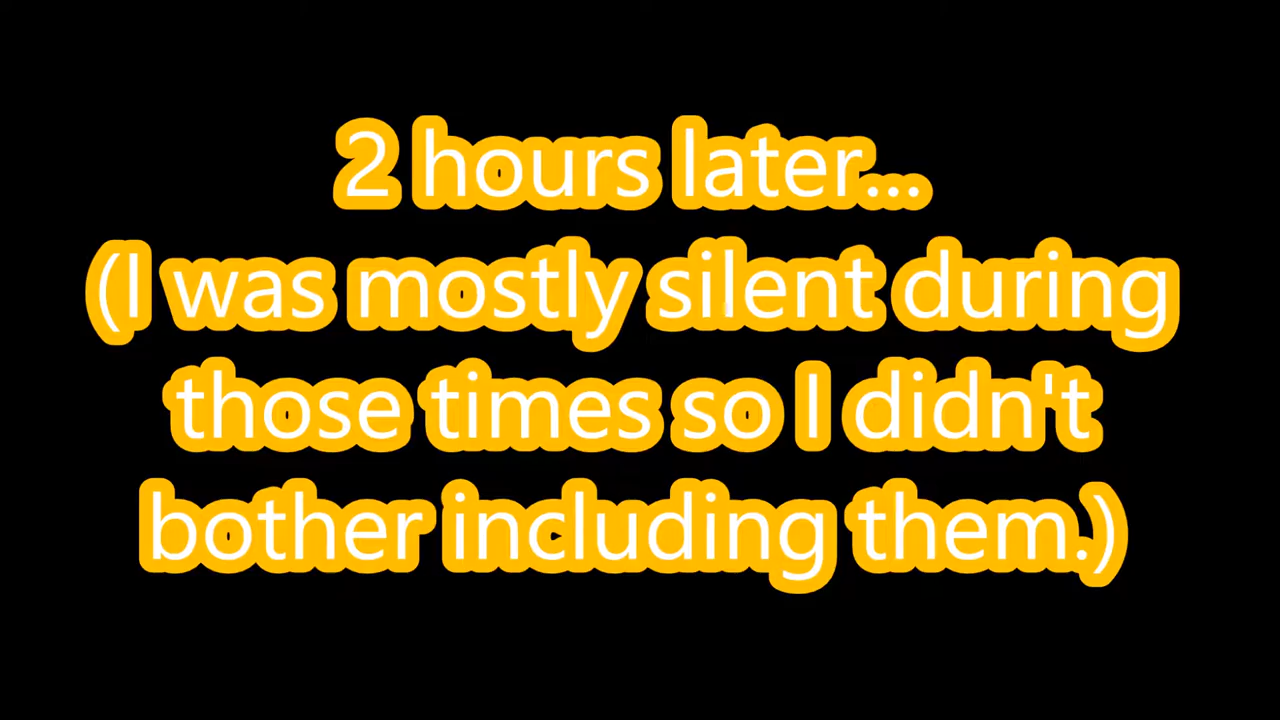 2 hours later...
(I was mostly silent during
those times so I didn't
bother including them.)